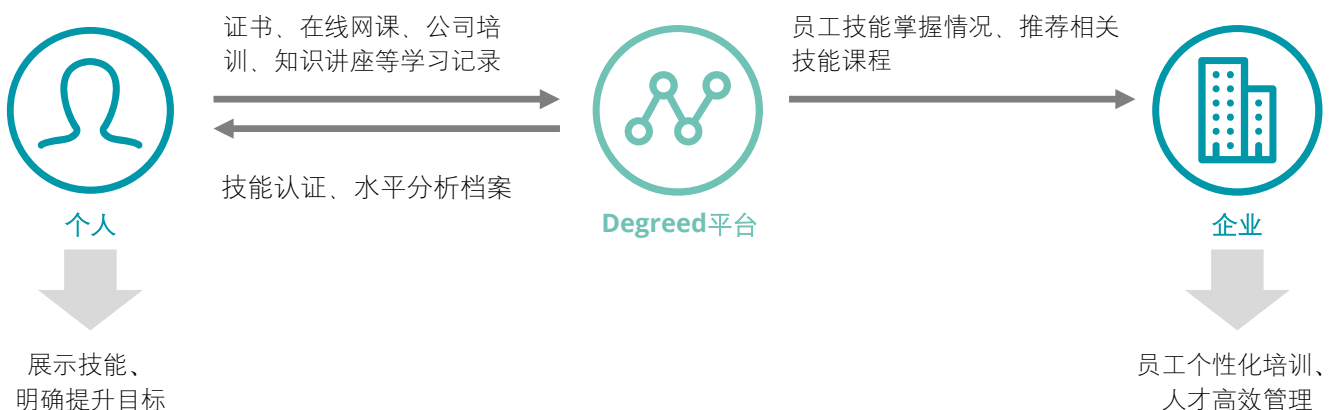 证书、在线网课、公司培
训、知识讲座等学习记录
员工技能掌握情况、推荐相关
技能课程
技能认证、水平分析档案
个人
Degreed平台
企业
展示技能、
明确提升目标
员工个性化培训、
人才高效管理